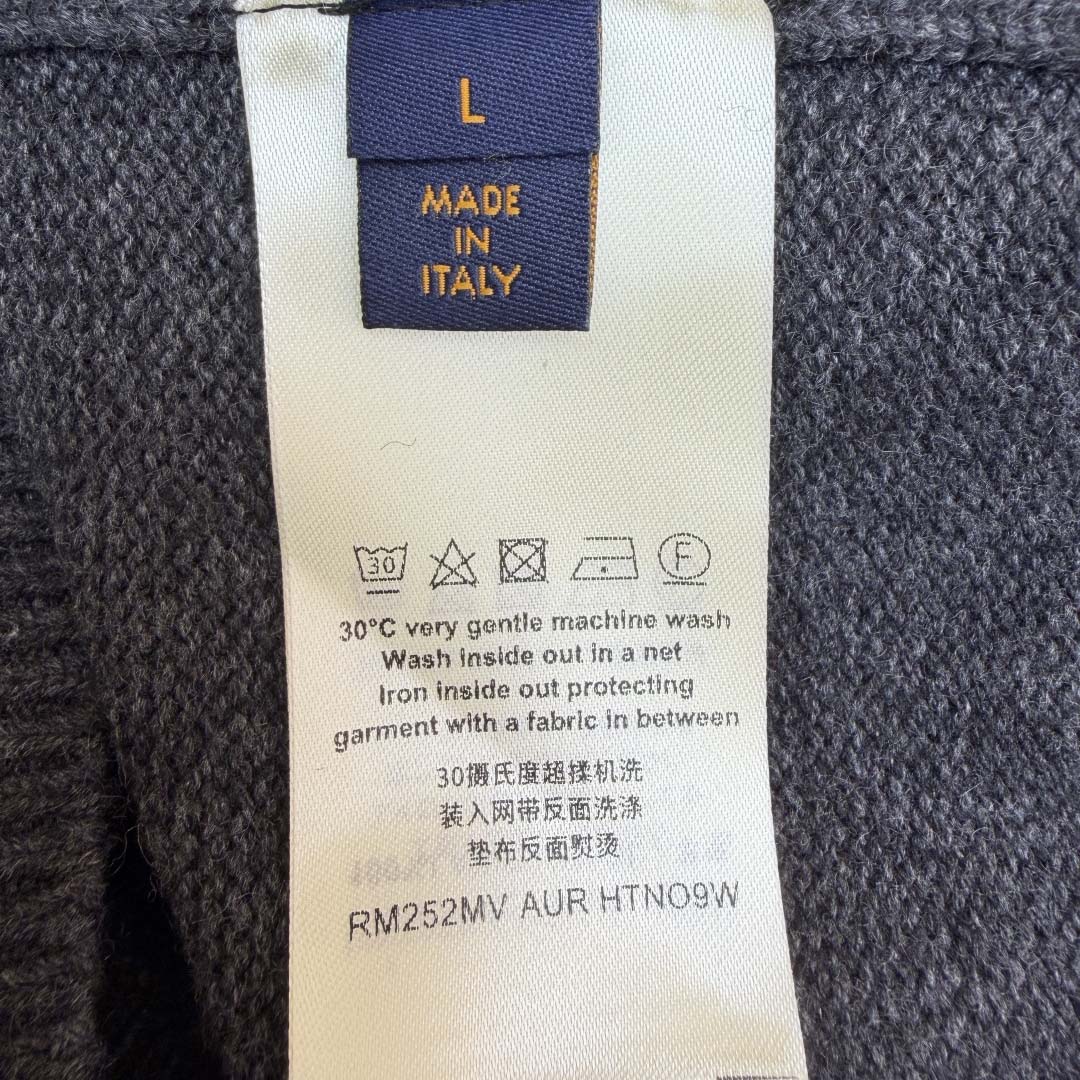 L
MADE
IN
ITALY
30
F
30°C very gentle machine wash
Wash inside out in a net
Iron inside out protecting
garment with a fabric in between
30摄氏度超揉机洗
装入网带反面洗涤
垫布反面熨烫
RM252MV AUR HTNO9W